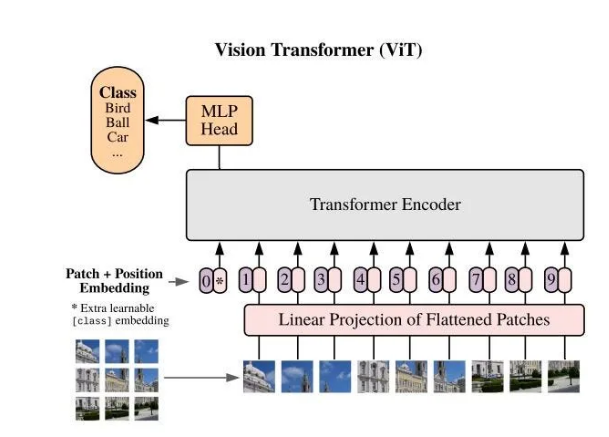 Vision Transformer (ViT)
Class
Bird
Ball
Car
...
MLP
Head
Transformer Encoder
Patch + Position
Embedding
0 * 1 2 3 4 5 6 7 8 9
* Extra learnable
[class] embedding
Linear Projection of Flattened Patches